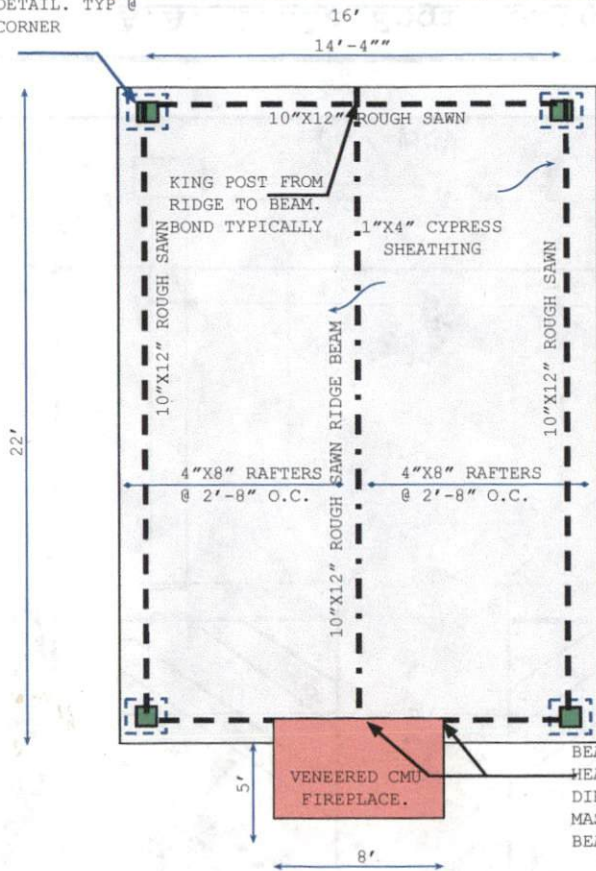 DETAIL. TYP @
CORNER
16'
14'-4""
10"X12" ROUGH SAWN
KING POST FROM
RIDGE TO BEAM.
BOND TYPICALLY
1"X4" CYPRESS
SHEATHING
10"X12" ROUGH SAWN
10"X12" ROUGH SAWN RIDGE BEAM
10"X12" ROUGH SAWN
22'
4"X8" RAFTERS
@ 2'-8" O.C.
4"X8" RAFTERS
@ 2'-8" O.C.
VENEERED CMU
FIREPLACE.
5'
8'